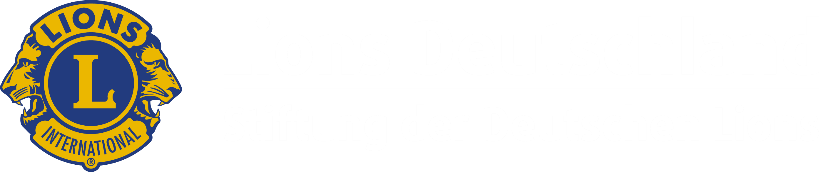 LIONS
L
INTERNATIONAL
®